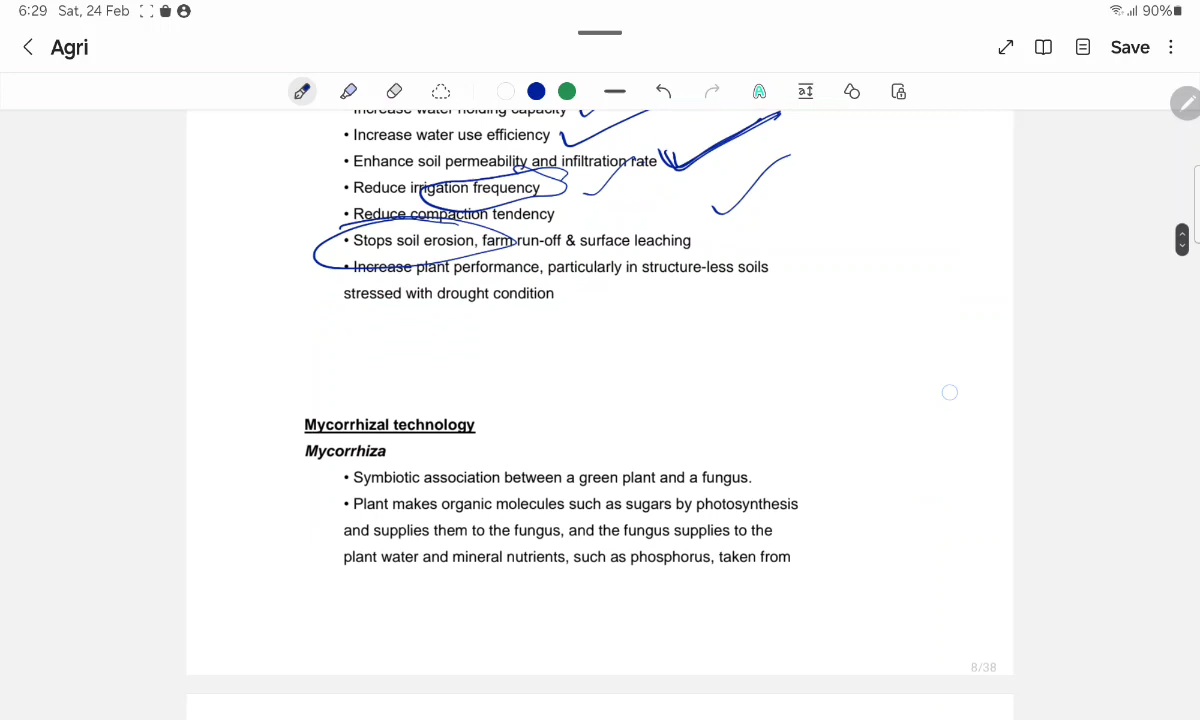 6:29 Sat, 24 Feb
90%
Agri
Save
• Increase water holding capacity
• Increase water use efficiency
• Enhance soil permeability and infiltration rate
• Reduce irrigation frequency
• Reduce compaction tendency
• Stops soil erosion, farm run-off & surface leaching
• Increase plant performance, particularly in structure-less soils
stressed with drought condition
Mycorrhizal technology
Mycorrhiza
• Symbiotic association between a green plant and a fungus.
• Plant makes organic molecules such as sugars by photosynthesis
and supplies them to the fungus, and the fungus supplies to the
plant water and mineral nutrients, such as phosphorus, taken from
8/38